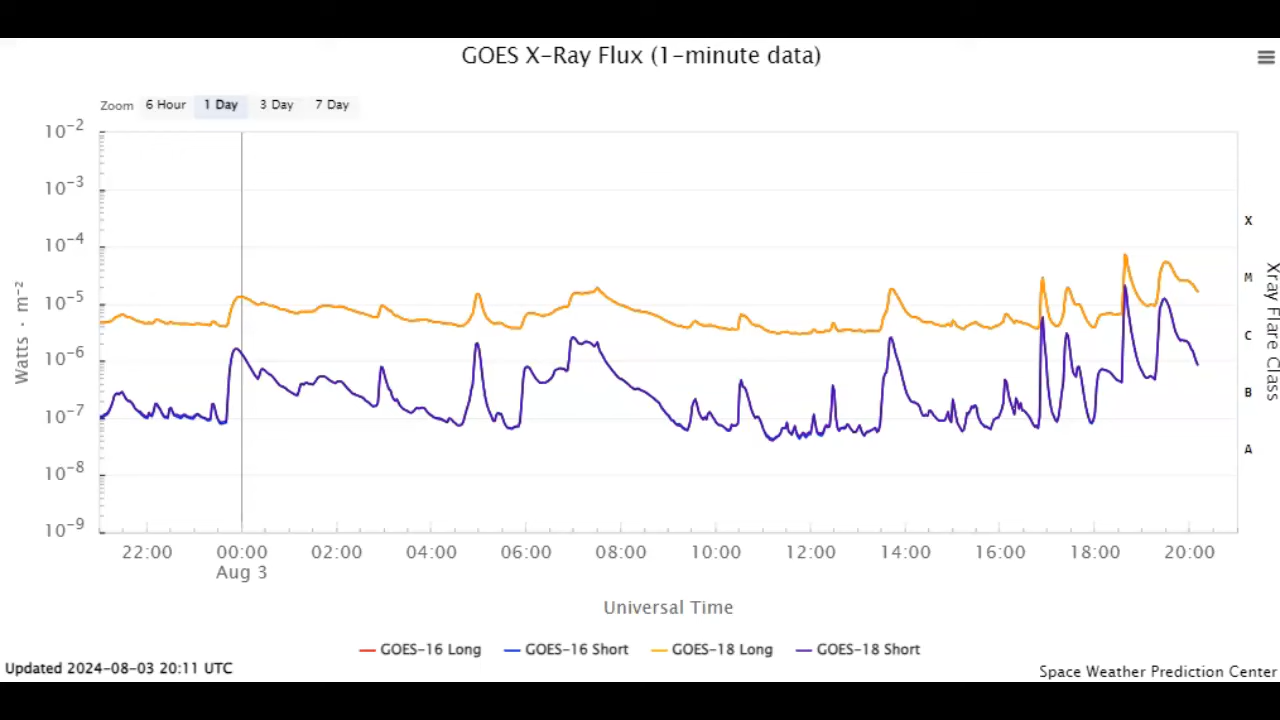 GOES X-Ray Flux (1-minute data)
Zoom 6 Hour 1 Day 3 Day 7 Day
10⁻²
10⁻³
10⁻⁴
10⁻⁵
10⁻⁶
10⁻⁷
10⁻⁸
10⁻⁹
Watts · m⁻²
X
M
C
B
A
Xray Flare Class
22:00 00:00 02:00 04:00 06:00 08:00 10:00 12:00 14:00 16:00 18:00 20:00
Aug 3
Universal Time
GOES-16 Long GOES-16 Short GOES-18 Long GOES-18 Short
Updated 2024-08-03 20:11 UTC
Space Weather Prediction Center